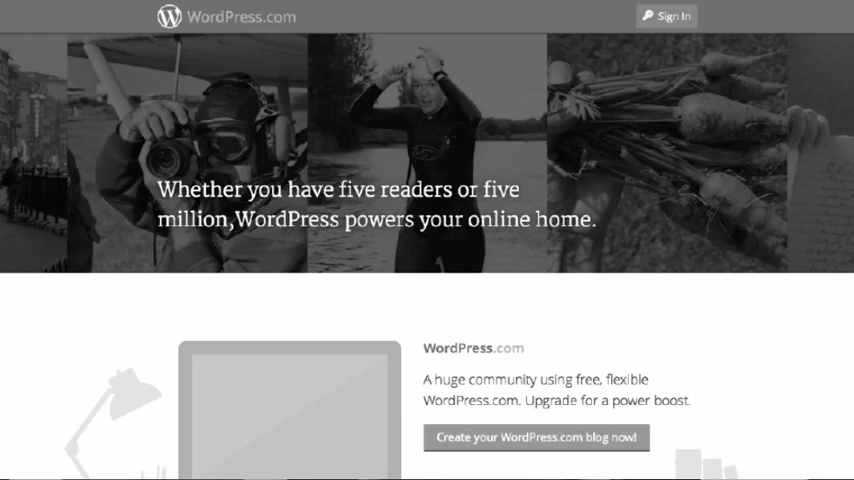 WordPress.com
Sign In
Whether you have five readers or five
million,WordPress powers your online home.
WordPress.com
A huge community using free, flexible
WordPress.com. Upgrade for a power boost.
Create your WordPress.com blog now!